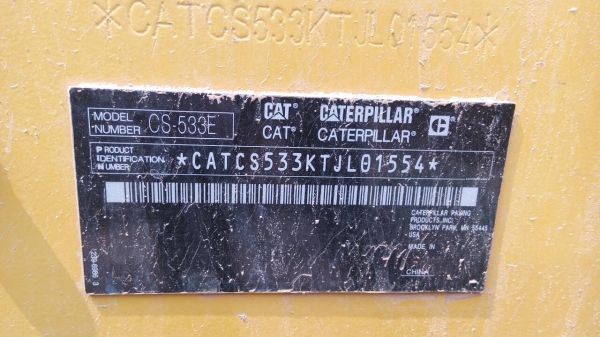 *CATCS533KTJL01554*
MODEL NUMBER CS-533E
CAT® CATERPILLAR®
CAT® CATERPILLAR®
PRODUCT
IDENTIFICATION *CATCS533KTJL01554*
NUMBER
CATERPILLAR PAVING
PRODUCTS, INC.
BROOKLYN PARK, MN 55445
USA
MADE IN
CHINA